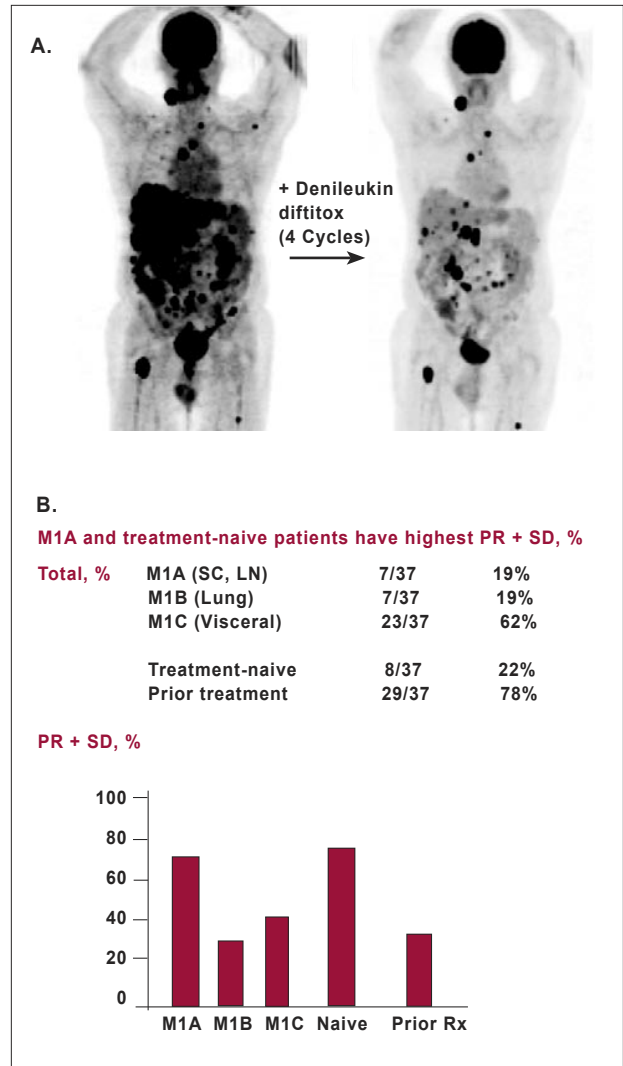 A.
+ Denileukin
diftitox
(4 Cycles)
B.
M1A and treatment-naive patients have highest PR + SD, %
Total, % M1A (SC, LN) 7/37 19%
M1B (Lung) 7/37 19%
M1C (Visceral) 23/37 62%
Treatment-naive 8/37 22%
Prior treatment 29/37 78%
PR + SD, %
100
80
60
40
20
0
M1A M1B M1C Naive Prior Rx